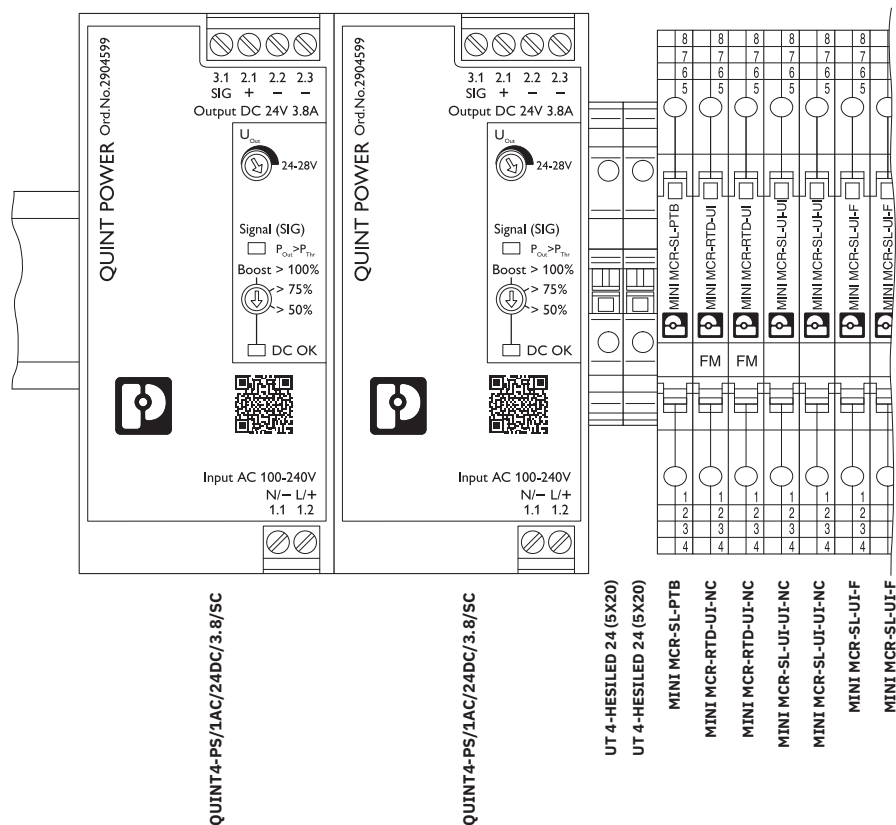 QUINT POWER Ord.No.2904599
3.1 2.1 2.2 2.3
SIG + − −
Output DC 24V 3.8A
UOut
24-28V
Signal (SIG)
POut>PThr
Boost > 100%
> 75%
> 50%
DC OK
Input AC 100-240V
N/− L/+
1.1 1.2
QUINT POWER Ord.No.2904599
3.1 2.1 2.2 2.3
SIG + − −
Output DC 24V 3.8A
UOut
24-28V
Signal (SIG)
POut>PThr
Boost > 100%
> 75%
> 50%
DC OK
Input AC 100-240V
N/− L/+
1.1 1.2
8 8 8 8 8 8
7 7 7 7 7 7
6 6 6 6 6 6
5 5 5 5 5 5
MINI MCR-SL-PTB
MINI MCR-RTD-UI
MINI MCR-RTD-UI
MINI MCR-SL-UI-UI
MINI MCR-SL-UI-UI
MINI MCR-SL-UI-F
MINI MCR-SL-UI-F
FM FM
1 1 1 1 1 1
2 2 2 2 2 2
3 3 3 3 3 3
4 4 4 4 4 4
QUINT4-PS/1AC/24DC/3.8/SC
QUINT4-PS/1AC/24DC/3.8/SC
UT 4-HESILED 24 (5X20)
UT 4-HESILED 24 (5X20)
MINI MCR-SL-PTB
MINI MCR-RTD-UI-NC
MINI MCR-RTD-UI-NC
MINI MCR-SL-UI-UI-NC
MINI MCR-SL-UI-UI-NC
MINI MCR-SL-UI-F
MINI MCR-SL-UI-F